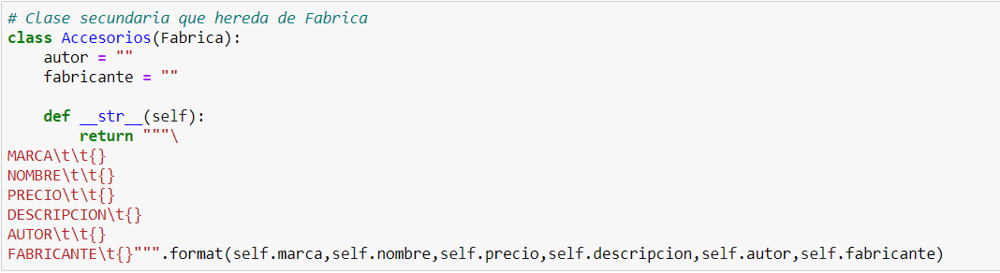 # Clase secundaria que hereda de Fabrica
class Accesorios(Fabrica):
    autor = ""
    fabricante = ""

    def __str__(self):
        return """\
MARCA\t\t{}
NOMBRE\t\t{}
PRECIO\t\t{}
DESCRIPCION\t{}
AUTOR\t\t{}
FABRICANTE\t{}""".format(self.marca,self.nombre,self.precio,self.descripcion,self.autor,self.fabricante)